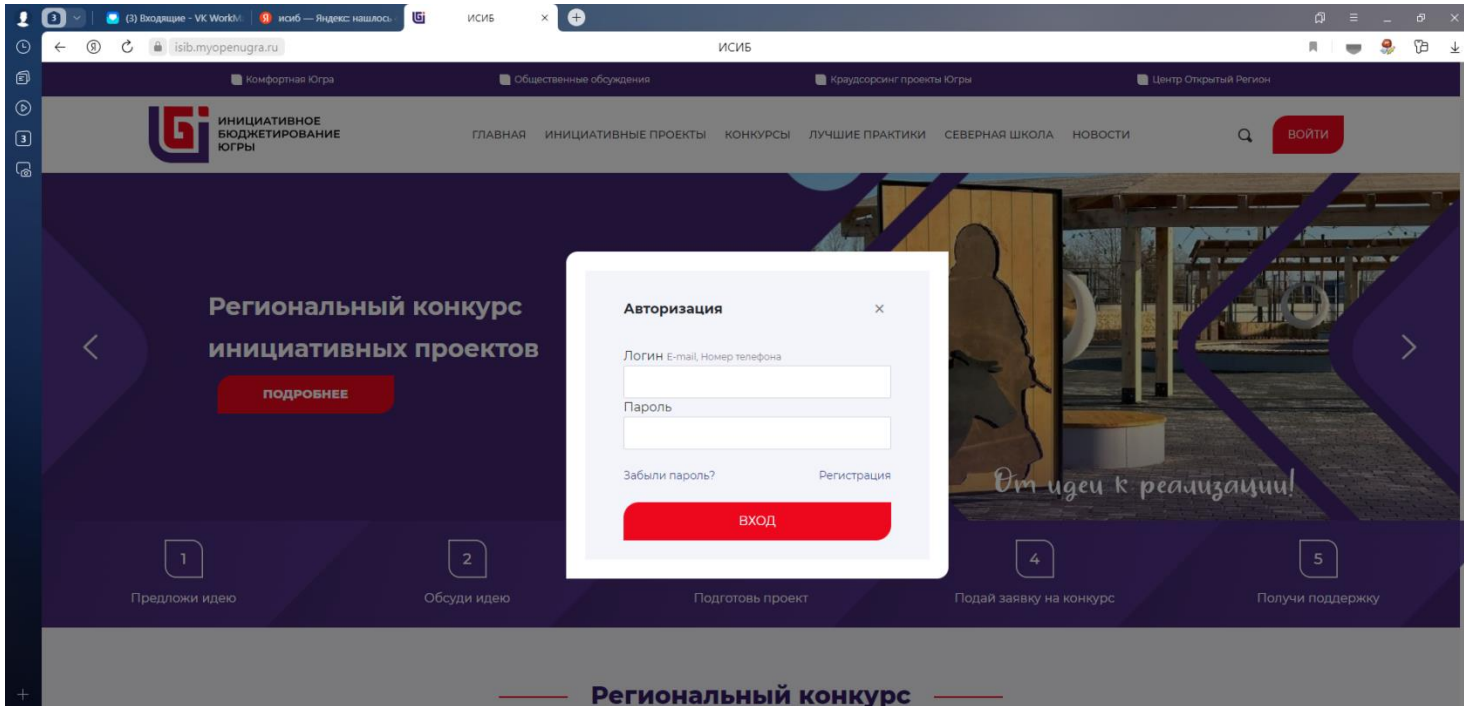 3
(3) Входящие - VK WorkMa
исиб — Яндекс: нашлось
ИСИБ
isib.myopenugra.ru
ИСИБ
3
Комфортная Югра
Общественные обсуждения
Краудсорсинг проекты Югры
Центр Открытый Регион
ИНИЦИАТИВНОЕ
БЮДЖЕТИРОВАНИЕ
ЮГРЫ
ГЛАВНАЯ ИНИЦИАТИВНЫЕ ПРОЕКТЫ КОНКУРСЫ ЛУЧШИЕ ПРАКТИКИ СЕВЕРНАЯ ШКОЛА НОВОСТИ
ВОЙТИ
Региональный конкурс
инициативных проектов
ПОДРОБНЕЕ
Авторизация
Логин E-mail, Номер телефона
Пароль
Забыли пароль?
Регистрация
ВХОД
От идеи к реализации!
1
Предложи идею
2
Обсуди идею
Подготовь проект
4
Подай заявку на конкурс
5
Получи поддержку
Региональный конкурс